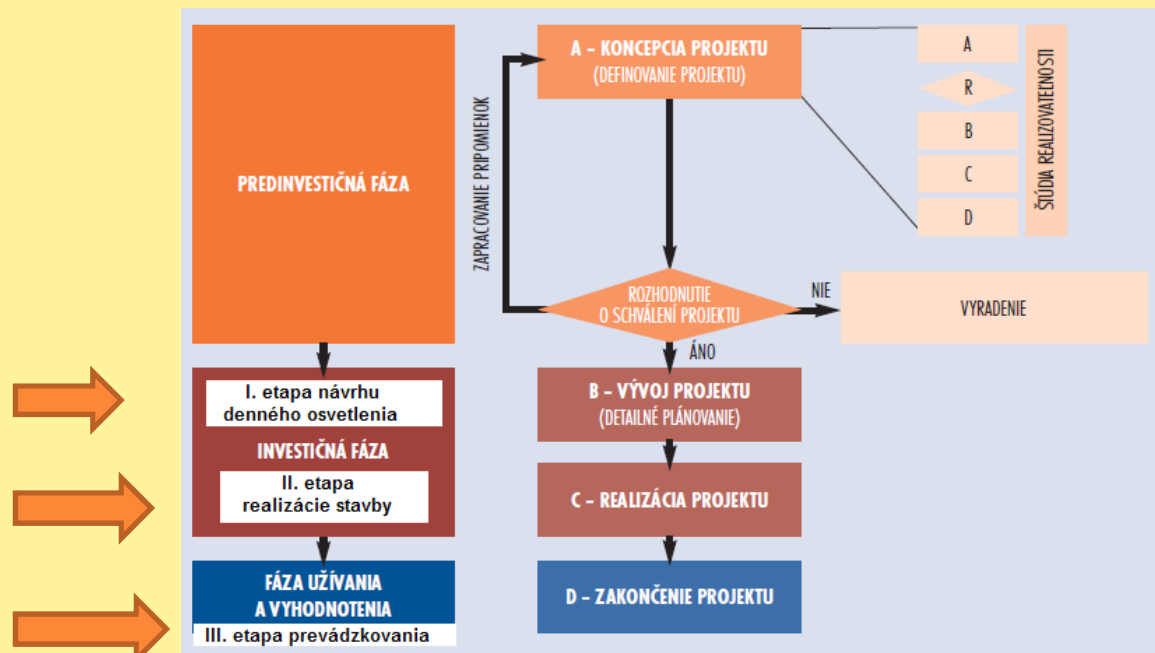 PREDINVESTIČNÁ FÁZA
I. etapa návrhu
denného osvetlenia
INVESTIČNÁ FÁZA
II. etapa
realizácie stavby
FÁZA UŽÍVANIA
A VYHODNOTENIA
III. etapa prevádzkovania
ZAPRACOVANIE PRIPOMIENOK
A – KONCEPCIA PROJEKTU
(DEFINOVANIE PROJEKTU)
ROZHODNUTIE
O SCHVÁLENÍ PROJEKTU
NIE
VYRADENIE
ÁNO
B – VÝVOJ PROJEKTU
(DETAILNÉ PLÁNOVANIE)
C – REALIZÁCIA PROJEKTU
D – ZAKONČENIE PROJEKTU
A
R
B
C
D
ŠTÚDIA REALIZOVATEĽNOSTI